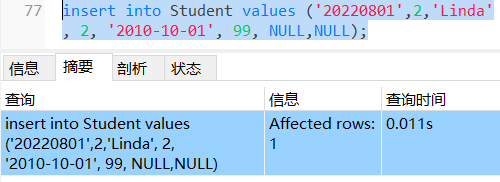 77 insert into Student values ('20220801',2,'Linda'
, 2, '2010-10-01', 99, NULL,NULL);
信息 摘要 剖析 状态
查询 信息 查询时间
insert into Student values Affected rows: 0.011s
('20220801',2,'Linda', 2, 1
'2010-10-01', 99, NULL,NULL)